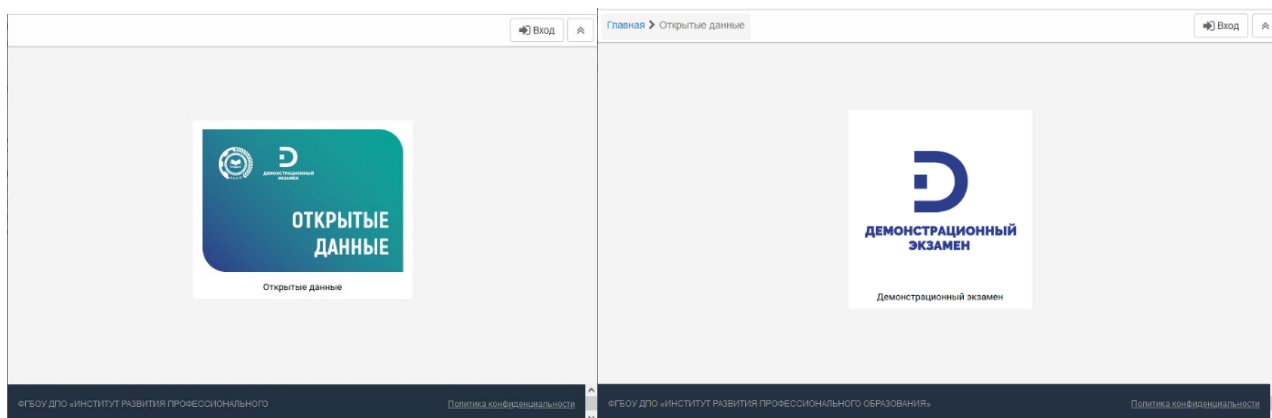 Вход
ДЕМОНСТРАЦИОННЫЙ
ЭКЗАМЕН
ОТКРЫТЫЕ
ДАННЫЕ
Открытые данные
ФГБОУ ДПО «ИНСТИТУТ РАЗВИТИЯ ПРОФЕССИОНАЛЬНОГО
Политика конфиденциальности
Главная > Открытые данные
Вход
ДЕМОНСТРАЦИОННЫЙ
ЭКЗАМЕН
Демонстрационный экзамен
ФГБОУ ДПО «ИНСТИТУТ РАЗВИТИЯ ПРОФЕССИОНАЛЬНОГО ОБРАЗОВАНИЯ»
Политика конфиденциальности